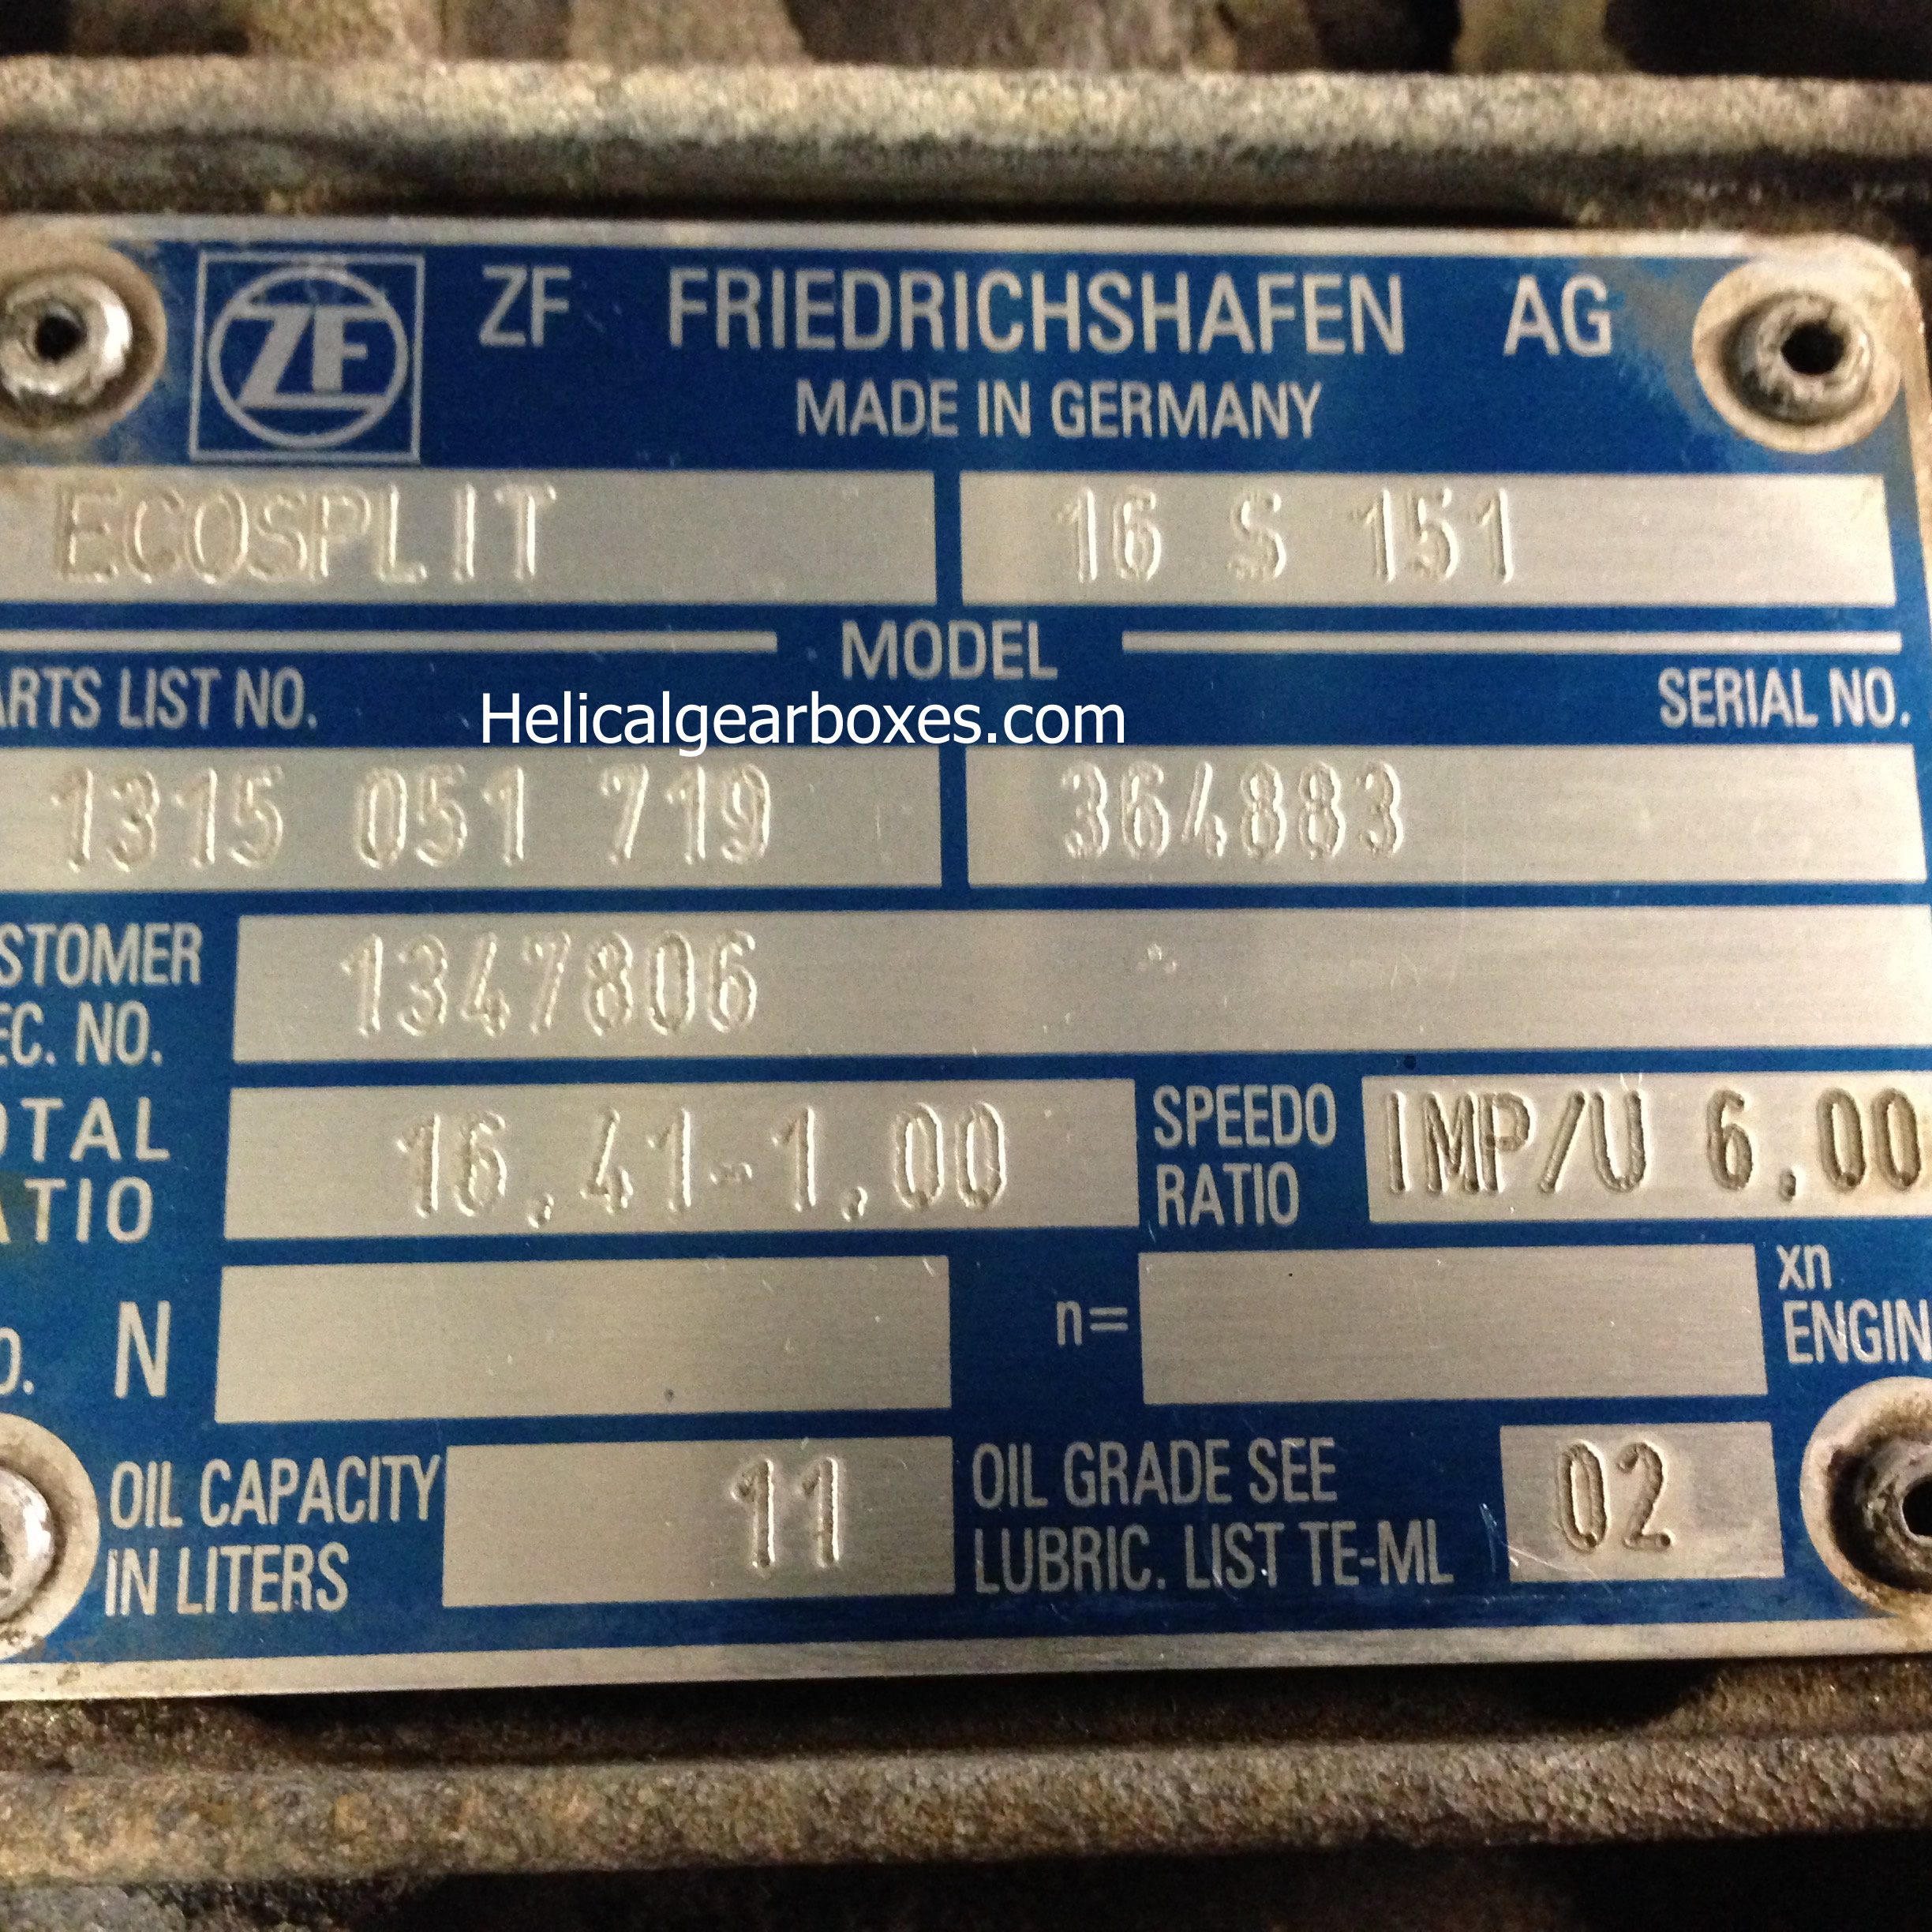 ZF ZF FRIEDRICHSHAFEN AG
MADE IN GERMANY
ECOSPLIT 16 S 151
MODEL
ARTS LIST NO. SERIAL NO.
Helicalgearboxes.com
1315 051 719 364883
STOMER 1347806
EC. NO.
OTAL 16,41-1,00 SPEEDO IMP/U 6,00
ATIO RATIO
O. N n= xn
ENGIN
OIL CAPACITY 11 OIL GRADE SEE 02
IN LITERS LUBRIC. LIST TE-ML